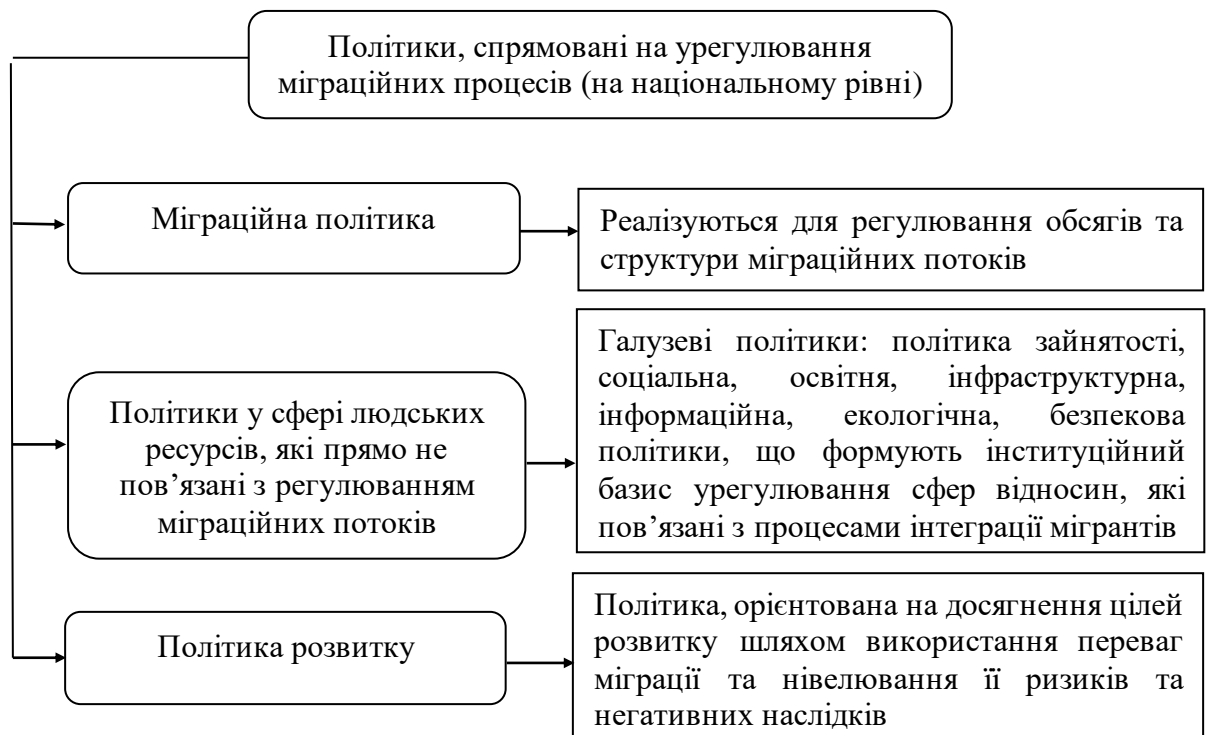 Політики, спрямовані на урегулювання
міграційних процесів (на національному рівні)
Міграційна політика
Реалізуються для регулювання обсягів та
структури міграційних потоків
Політики у сфері людських
ресурсів, які прямо не
пов’язані з регулюванням
міграційних потоків
Галузеві політики: політика зайнятості,
соціальна, освітня, інфраструктурна,
інформаційна, екологічна, безпекова
політики, що формують інституційний
базис урегулювання сфер відносин, які
пов’язані з процесами інтеграції мігрантів
Політика розвитку
Політика, орієнтована на досягнення цілей
розвитку шляхом використання переваг
міграції та нівелювання її ризиків та
негативних наслідків